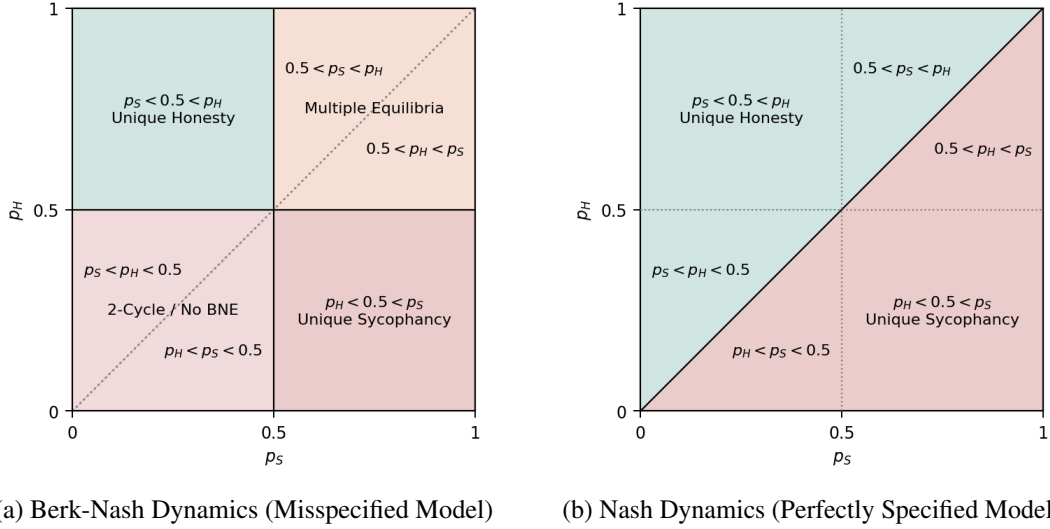 1
0.5 < p_S < p_H
p_S < 0.5 < p_H
Unique Honesty
Multiple Equilibria
0.5 < p_H < p_S
p_H
0.5
p_S < p_H < 0.5
2-Cycle / No BNE
p_H < 0.5 < p_S
Unique Sycophancy
p_H < p_S < 0.5
0
0 0.5 1
p_S
(a) Berk-Nash Dynamics (Misspecified Model)
1
0.5 < p_S < p_H
p_S < 0.5 < p_H
Unique Honesty
0.5 < p_H < p_S
p_H
0.5
p_S < p_H < 0.5
p_H < 0.5 < p_S
Unique Sycophancy
p_H < p_S < 0.5
0
0 0.5 1
p_S
(b) Nash Dynamics (Perfectly Specified Model